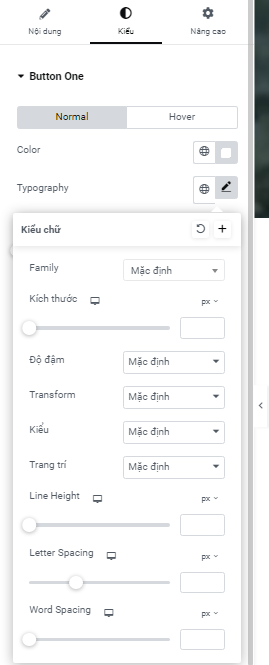 Nội dung
Kiểu
Nâng cao
Button One
Normal
Hover
Color
Typography
Kiểu chữ
Family
Mặc định
Kích thước
px
Độ đậm
Mặc định
Transform
Mặc định
Kiểu
Mặc định
Trang trí
Mặc định
Line Height
px
Letter Spacing
px
Word Spacing
px